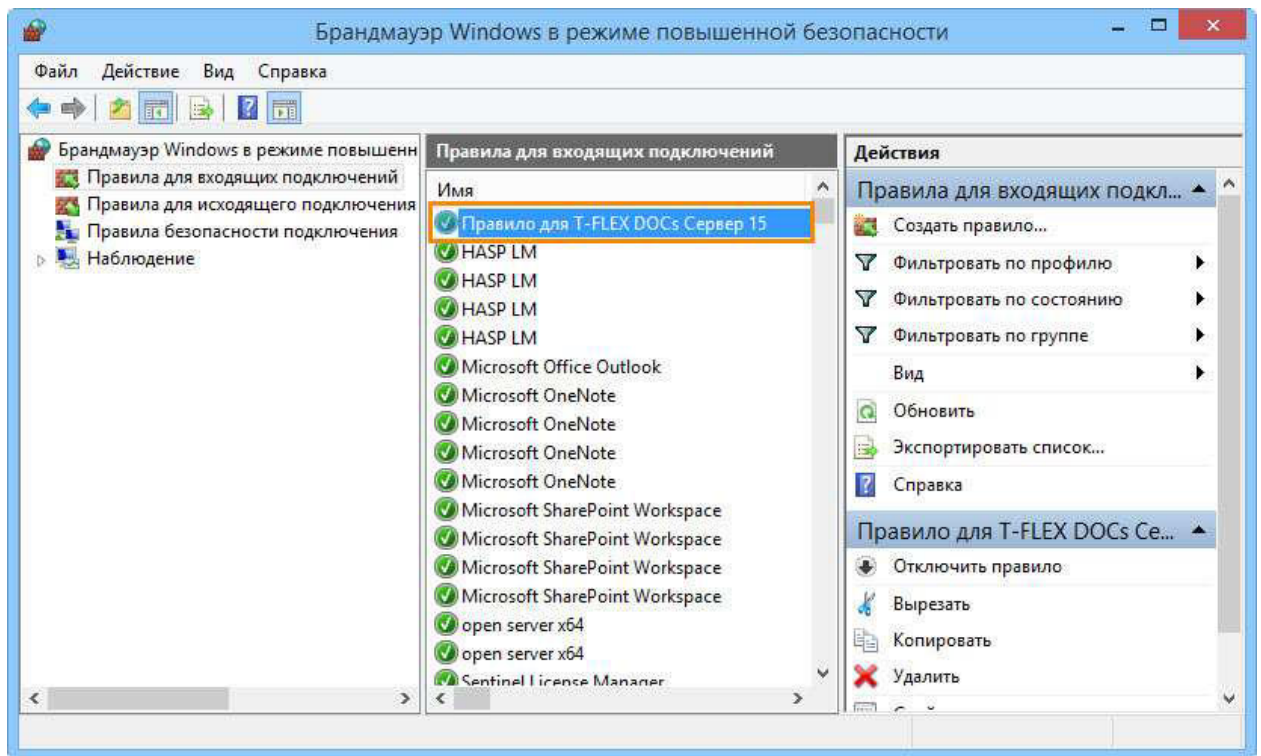 Брандмауэр Windows в режиме повышенной безопасности
Файл Действие Вид Справка
Брандмауэр Windows в режиме повышенн
Правила для входящих подключений
Правила для исходящего подключения
Правила безопасности подключения
Наблюдение
Правила для входящих подключений
Имя
Правило для T-FLEX DOCs Сервер 15
HASP LM
HASP LM
HASP LM
HASP LM
Microsoft Office Outlook
Microsoft OneNote
Microsoft OneNote
Microsoft OneNote
Microsoft OneNote
Microsoft SharePoint Workspace
Microsoft SharePoint Workspace
Microsoft SharePoint Workspace
Microsoft SharePoint Workspace
open server x64
open server x64
Sentinel License Manager
Действия
Правила для входящих подкл...
Создать правило...
Фильтровать по профилю
Фильтровать по состоянию
Фильтровать по группе
Вид
Обновить
Экспортировать список...
Справка
Правило для T-FLEX DOCs Се...
Отключить правило
Вырезать
Копировать
Удалить